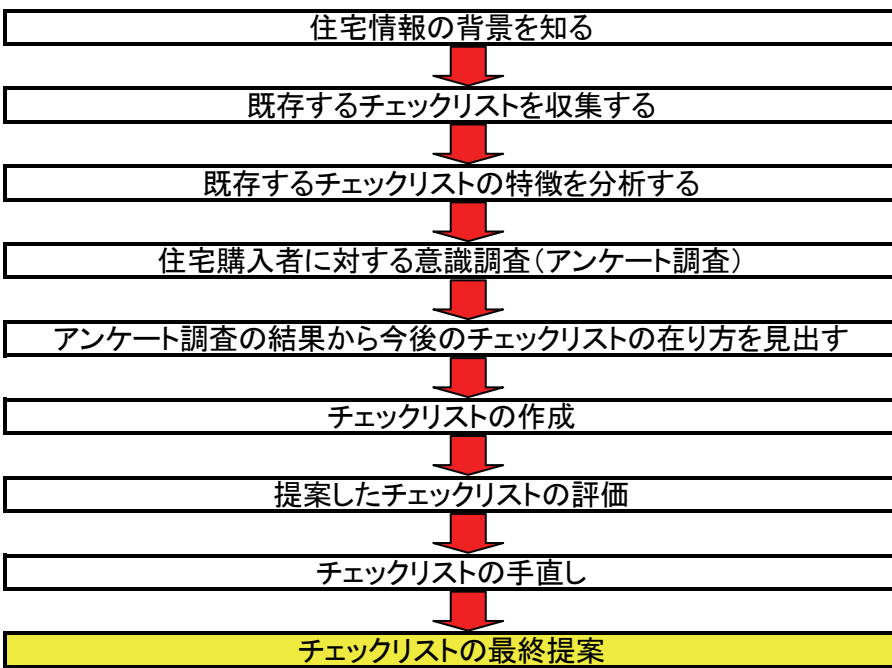 住宅情報の背景を知る
既存するチェックリストを収集する
既存するチェックリストの特徴を分析する
住宅購入者に対する意識調査（アンケート調査）
アンケート調査の結果から今後のチェックリストの在り方を見出す
チェックリストの作成
提案したチェックリストの評価
チェックリストの手直し
チェックリストの最終提案